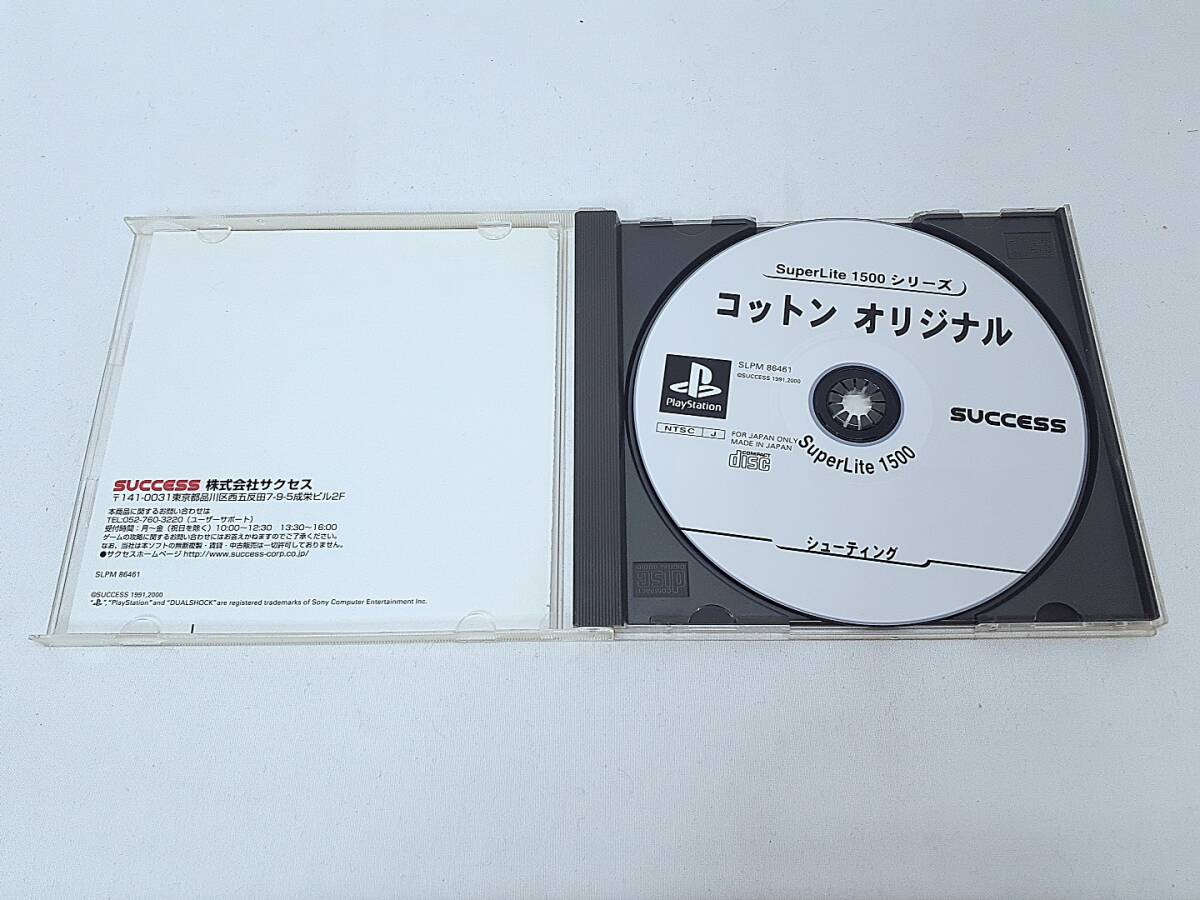 SUCCESS 株式会社サクセス
〒141-0031東京都品川区西五反田7-9-5成栄ビル2F
本商品に関するお問い合わせは
TEL:052-760-3220（ユーザーサポート）
受付時間：月～金（祝日を除く）10:00～12:30 13:30～16:00
ゲームの攻略に関するお問い合わせにはお答えかねますのでご了承ください。
なお、当社は本ソフトの無断複製・賃貸・中古販売は一切許可しておりません。
●サクセスホームページ http://www.success-corp.co.jp/
SLPM 86461
©SUCCESS 1991,2000
" ", "PlayStation" and "DUALSHOCK" are registered trademarks of Sony Computer Entertainment Inc.
SuperLite 1500 シリーズ
コットン オリジナル
SLPM 86461
©SUCCESS 1991,2000
PlayStation
NTSC J
FOR JAPAN ONLY
MADE IN JAPAN
COMPACT
disc
SUCCESS
SuperLite 1500
シューティング
COMPACT
disc
DIGITAL AUDIO